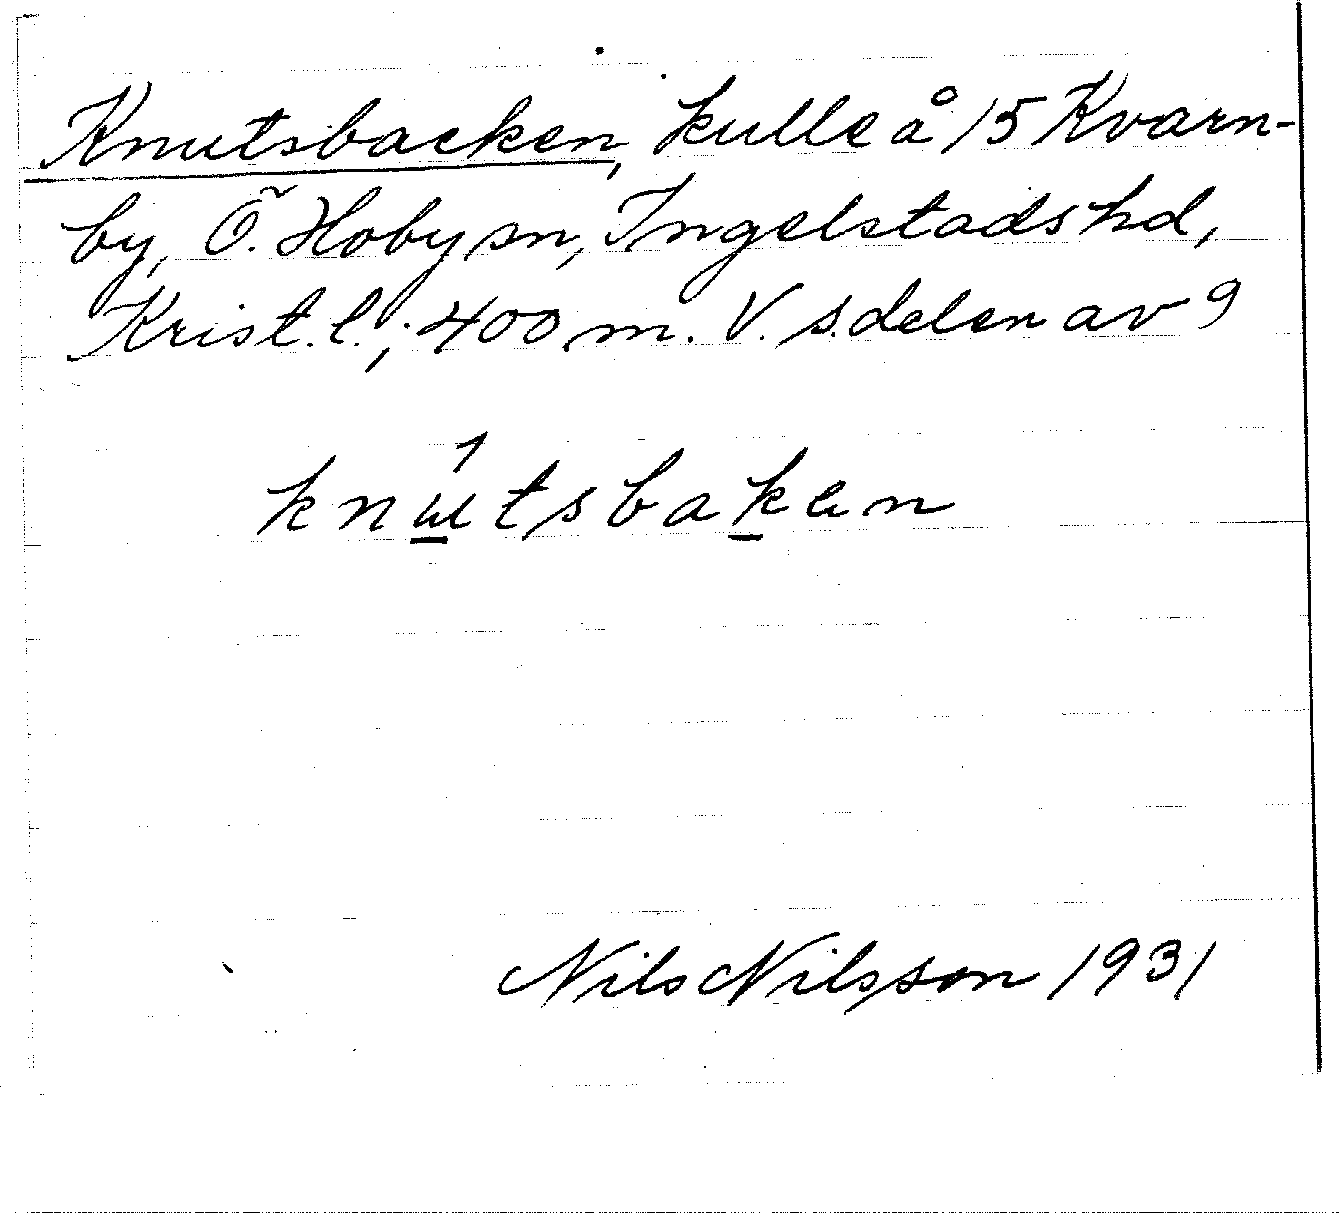 Knutsbacken, kulle å 15 Kvarn-
by, Ö. Hoby sn, Ingelstads hd,
Krist. l.; 400 m. V. s. delen av 9
knutsbaken
Nils Nilsson 1931